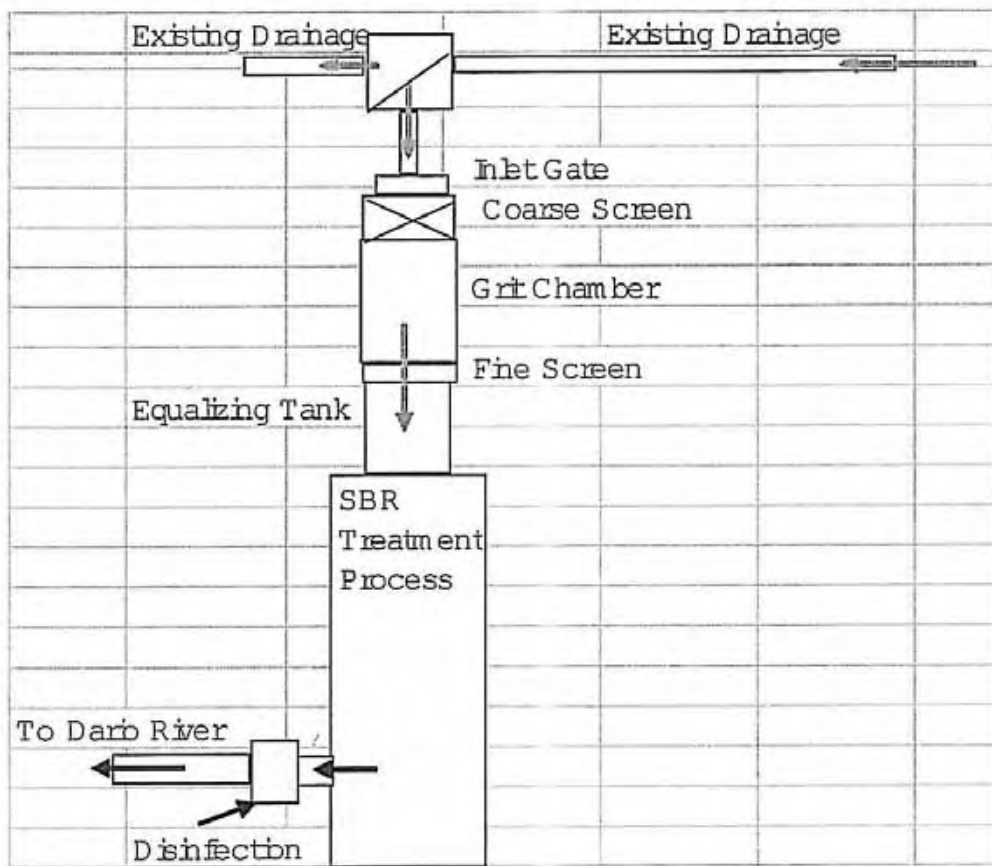 Existing Drainage
Existing Drainage
Inlet Gate
Coarse Screen
Grit Chamber
Fine Screen
Equalizing Tank
SBR
Treatment
Process
To Dario River
Disinfection